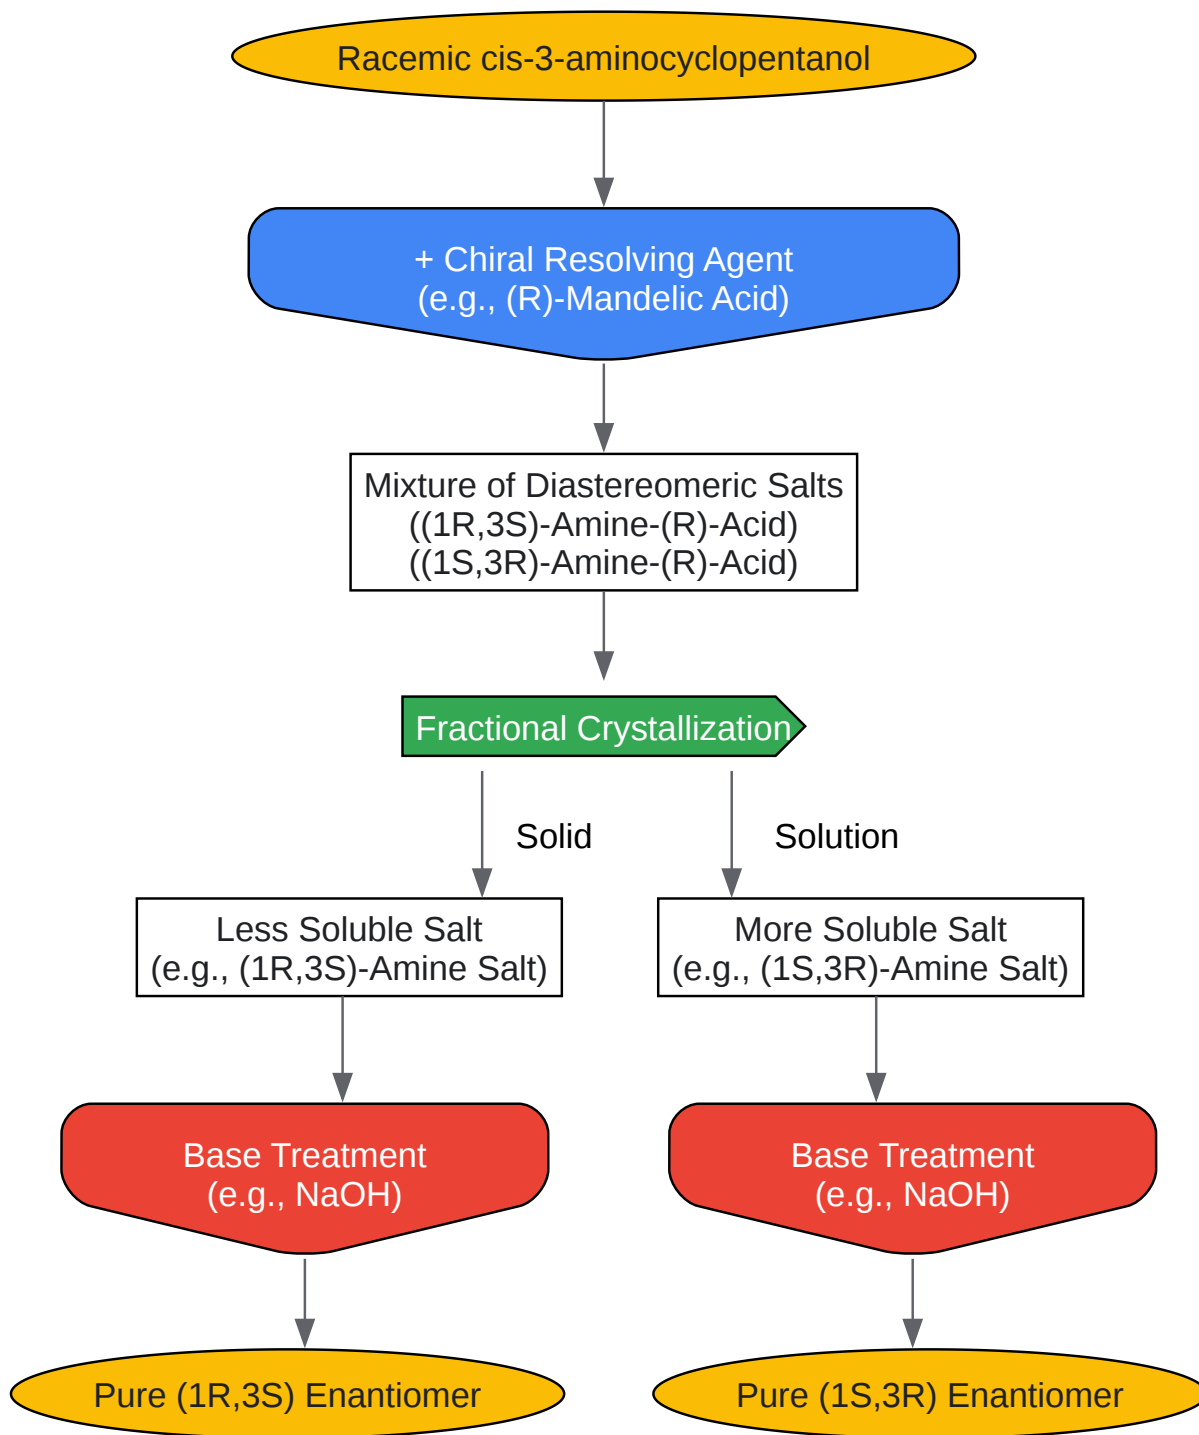 Racemic cis-3-aminocyclopentanol
+ Chiral Resolving Agent
(e.g., (R)-Mandelic Acid)
Mixture of Diastereomeric Salts
((1R,3S)-Amine-(R)-Acid)
((1S,3R)-Amine-(R)-Acid)
Fractional Crystallization
Solid
Solution
Less Soluble Salt
(e.g., (1R,3S)-Amine Salt)
More Soluble Salt
(e.g., (1S,3R)-Amine Salt)
Base Treatment
(e.g., NaOH)
Base Treatment
(e.g., NaOH)
Pure (1R,3S) Enantiomer
Pure (1S,3R) Enantiomer